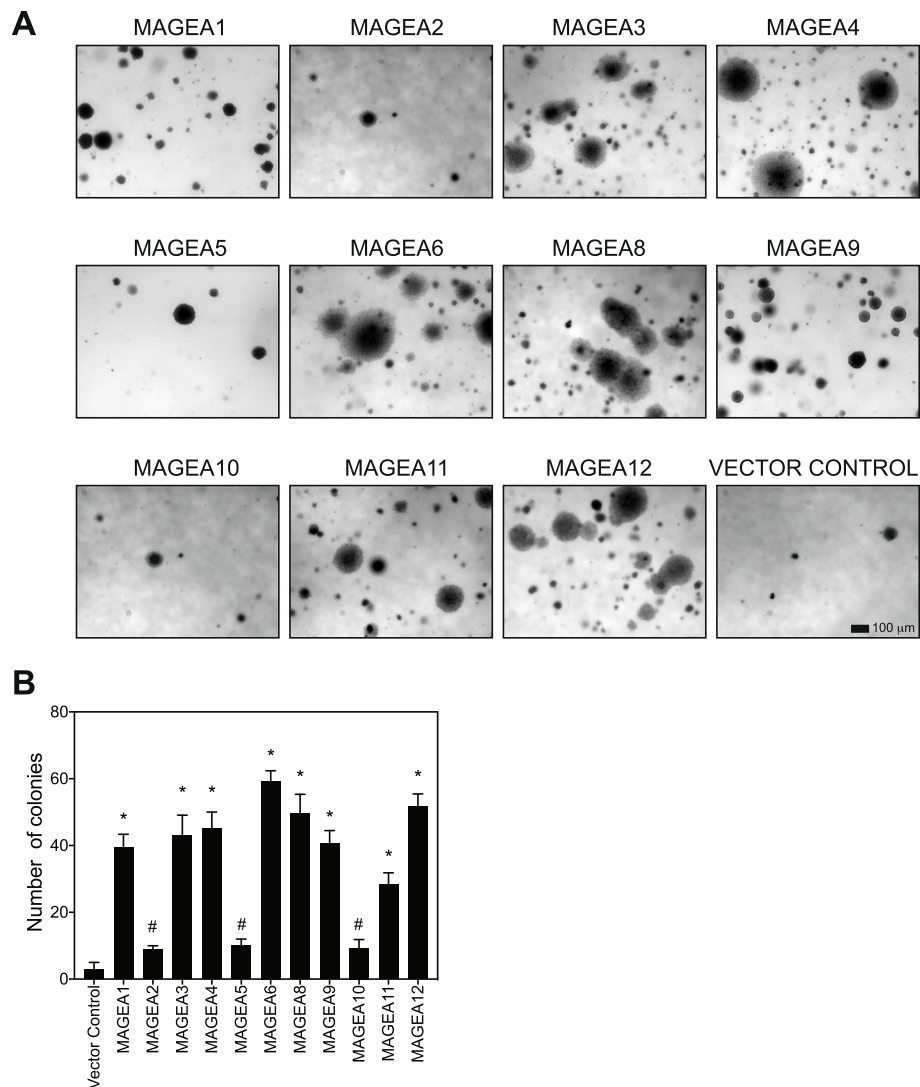 A
MAGEA1 MAGEA2 MAGEA3 MAGEA4
MAGEA5 MAGEA6 MAGEA8 MAGEA9
MAGEA10 MAGEA11 MAGEA12 VECTOR CONTROL
100 μm
B
Number of colonies
80
60
40
20
0
* # * * # * * * # * *
Vector Control
MAGEA1
MAGEA2
MAGEA3
MAGEA4
MAGEA5
MAGEA6
MAGEA8
MAGEA9
MAGEA10
MAGEA11
MAGEA12